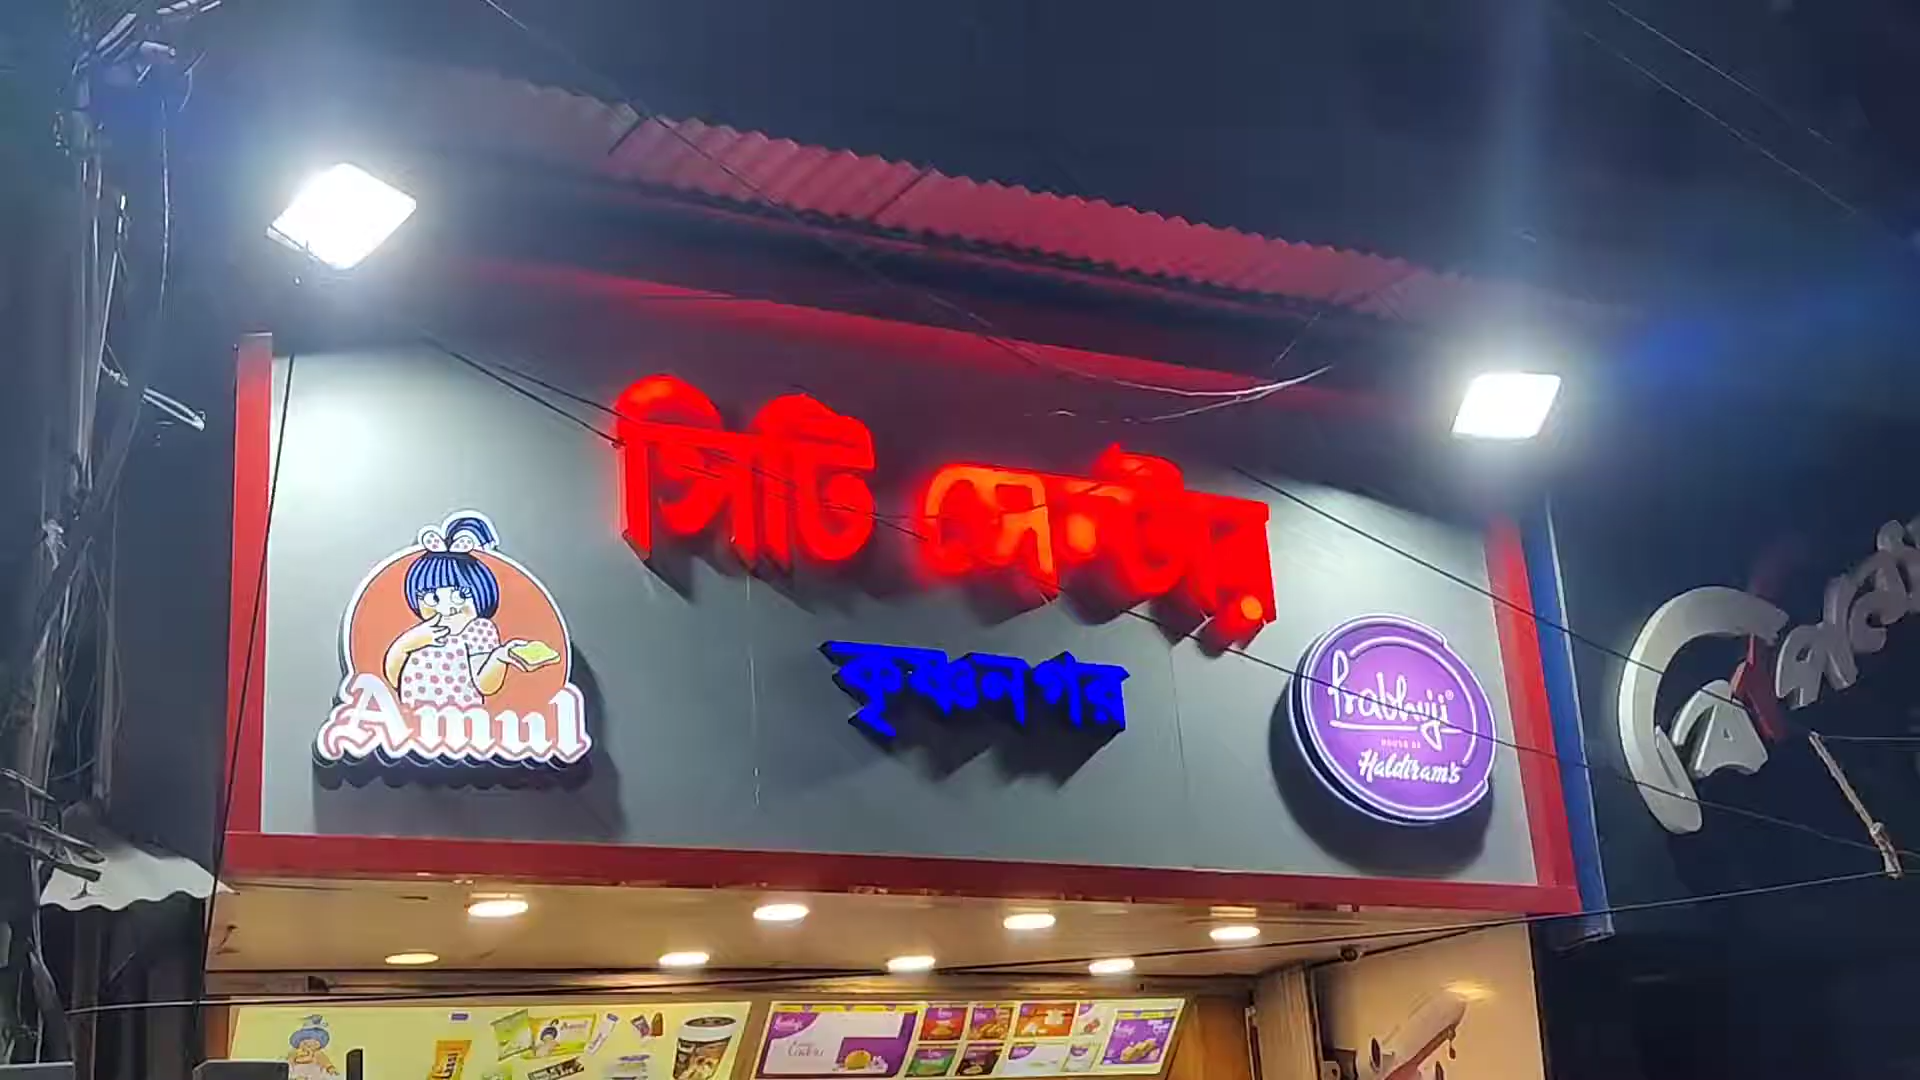 সিটি সেন্টার
কৃষ্ণনগর
Amul
Prabhuji®
HOUSE OF
Haldiram's